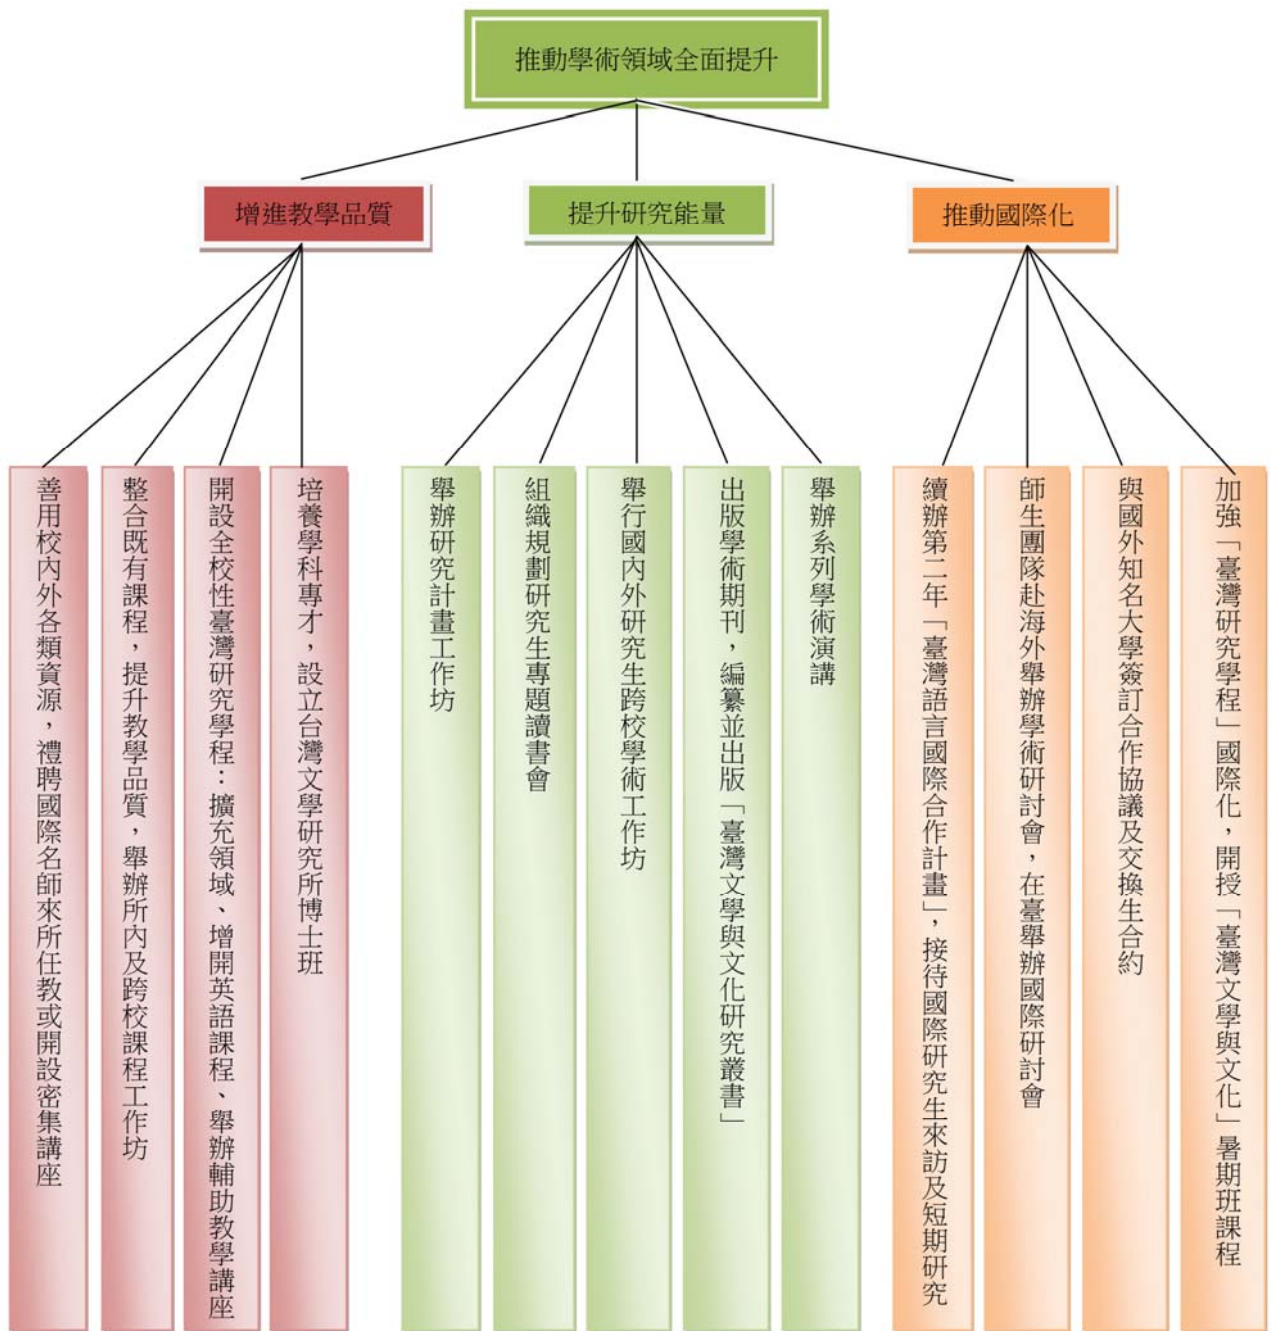 推動學術領域全面提升
增進教學品質
提升研究能量
推動國際化
善用校內外各類資源，禮聘國際名師來所任教或開設密集講座
整合既有課程，提升教學品質，舉辦所內及跨校課程工作坊
開設全校性臺灣研究學程：擴充領域、增開英語課程、舉辦輔助教學講座
培養學科專才，設立台灣文學研究所博士班
舉辦研究計畫工作坊
組織規劃研究生專題讀書會
舉行國內外研究生跨校學術工作坊
出版學術期刊，編纂並出版「臺灣文學與文化研究叢書」
舉辦系列學術演講
續辦第二年「臺灣語言國際合作計畫」，接待國際研究生來訪及短期研究
師生團隊赴海外舉辦學術研討會，在臺舉辦國際研討會
與國外知名大學簽訂合作協議及交換生合約
加強「臺灣研究學程」國際化，開授「臺灣文學與文化」暑期班課程